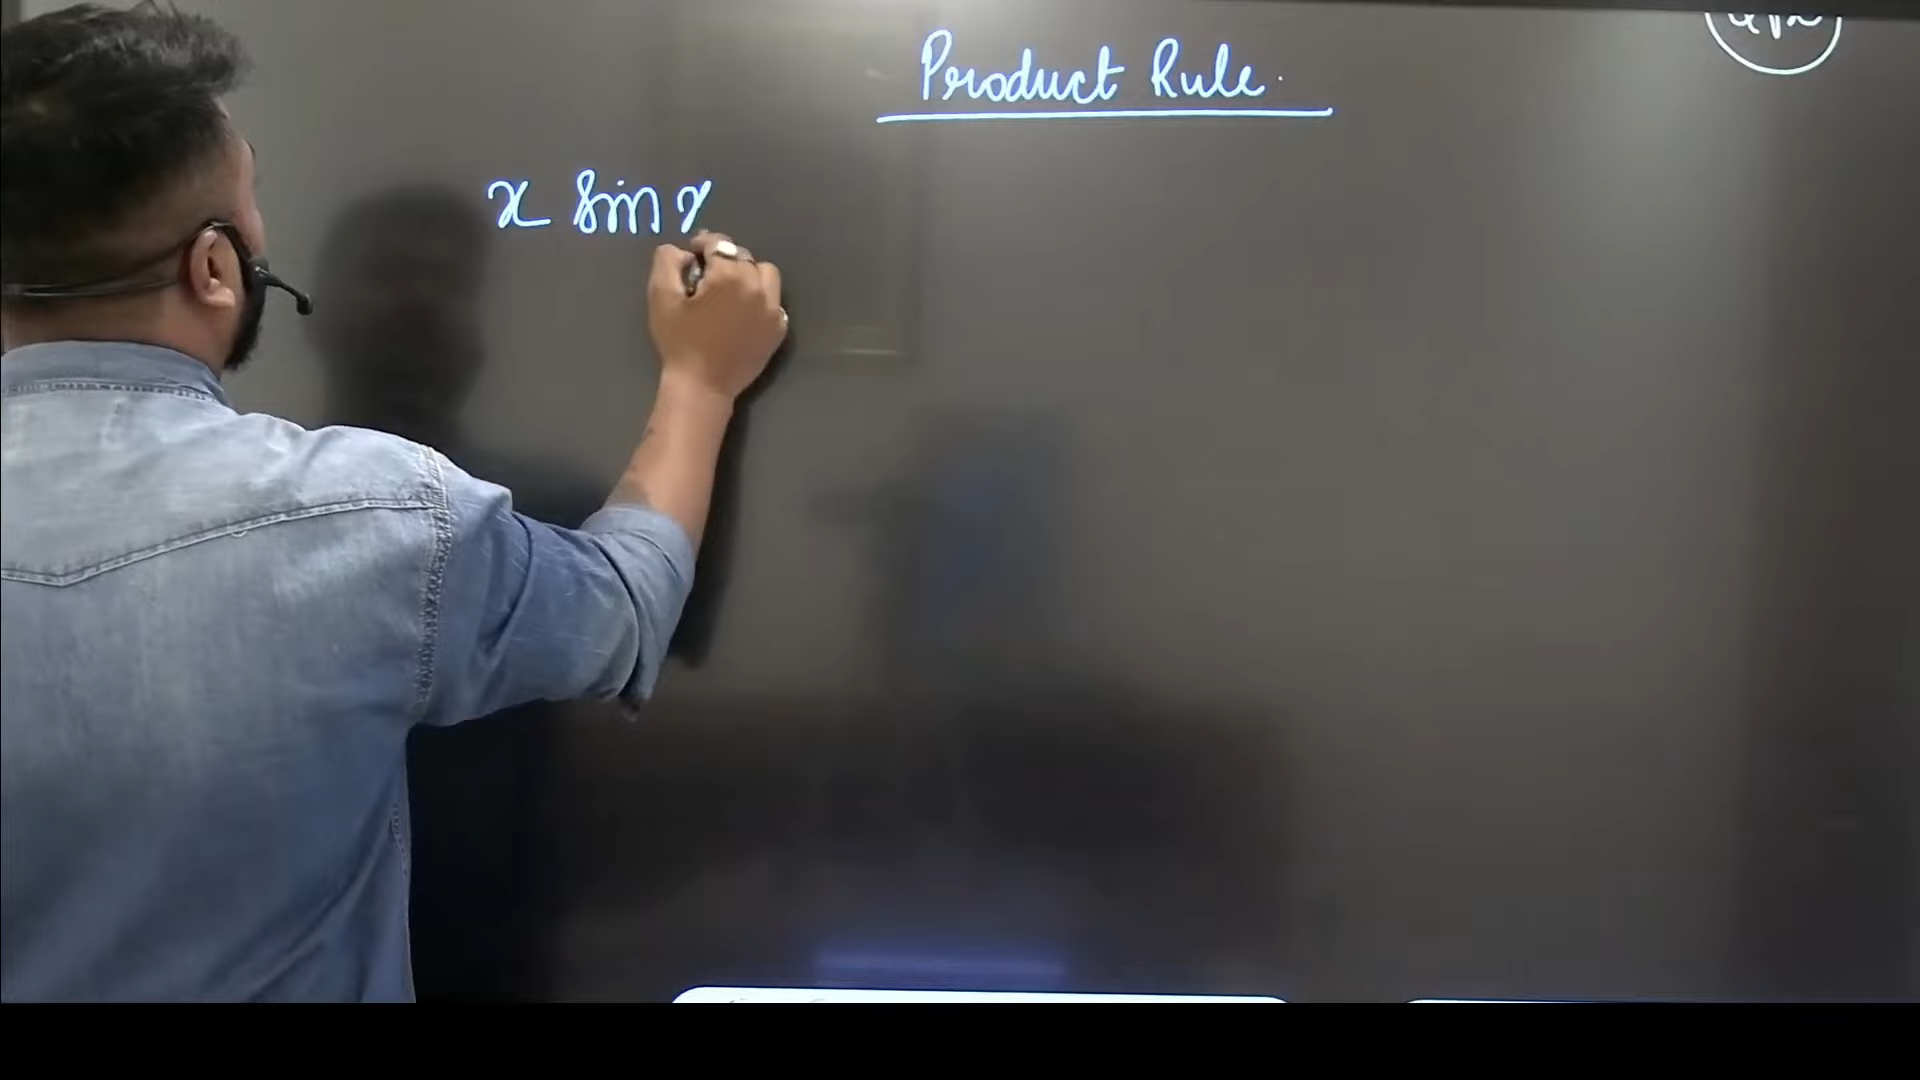 Product Rule.
x sin x